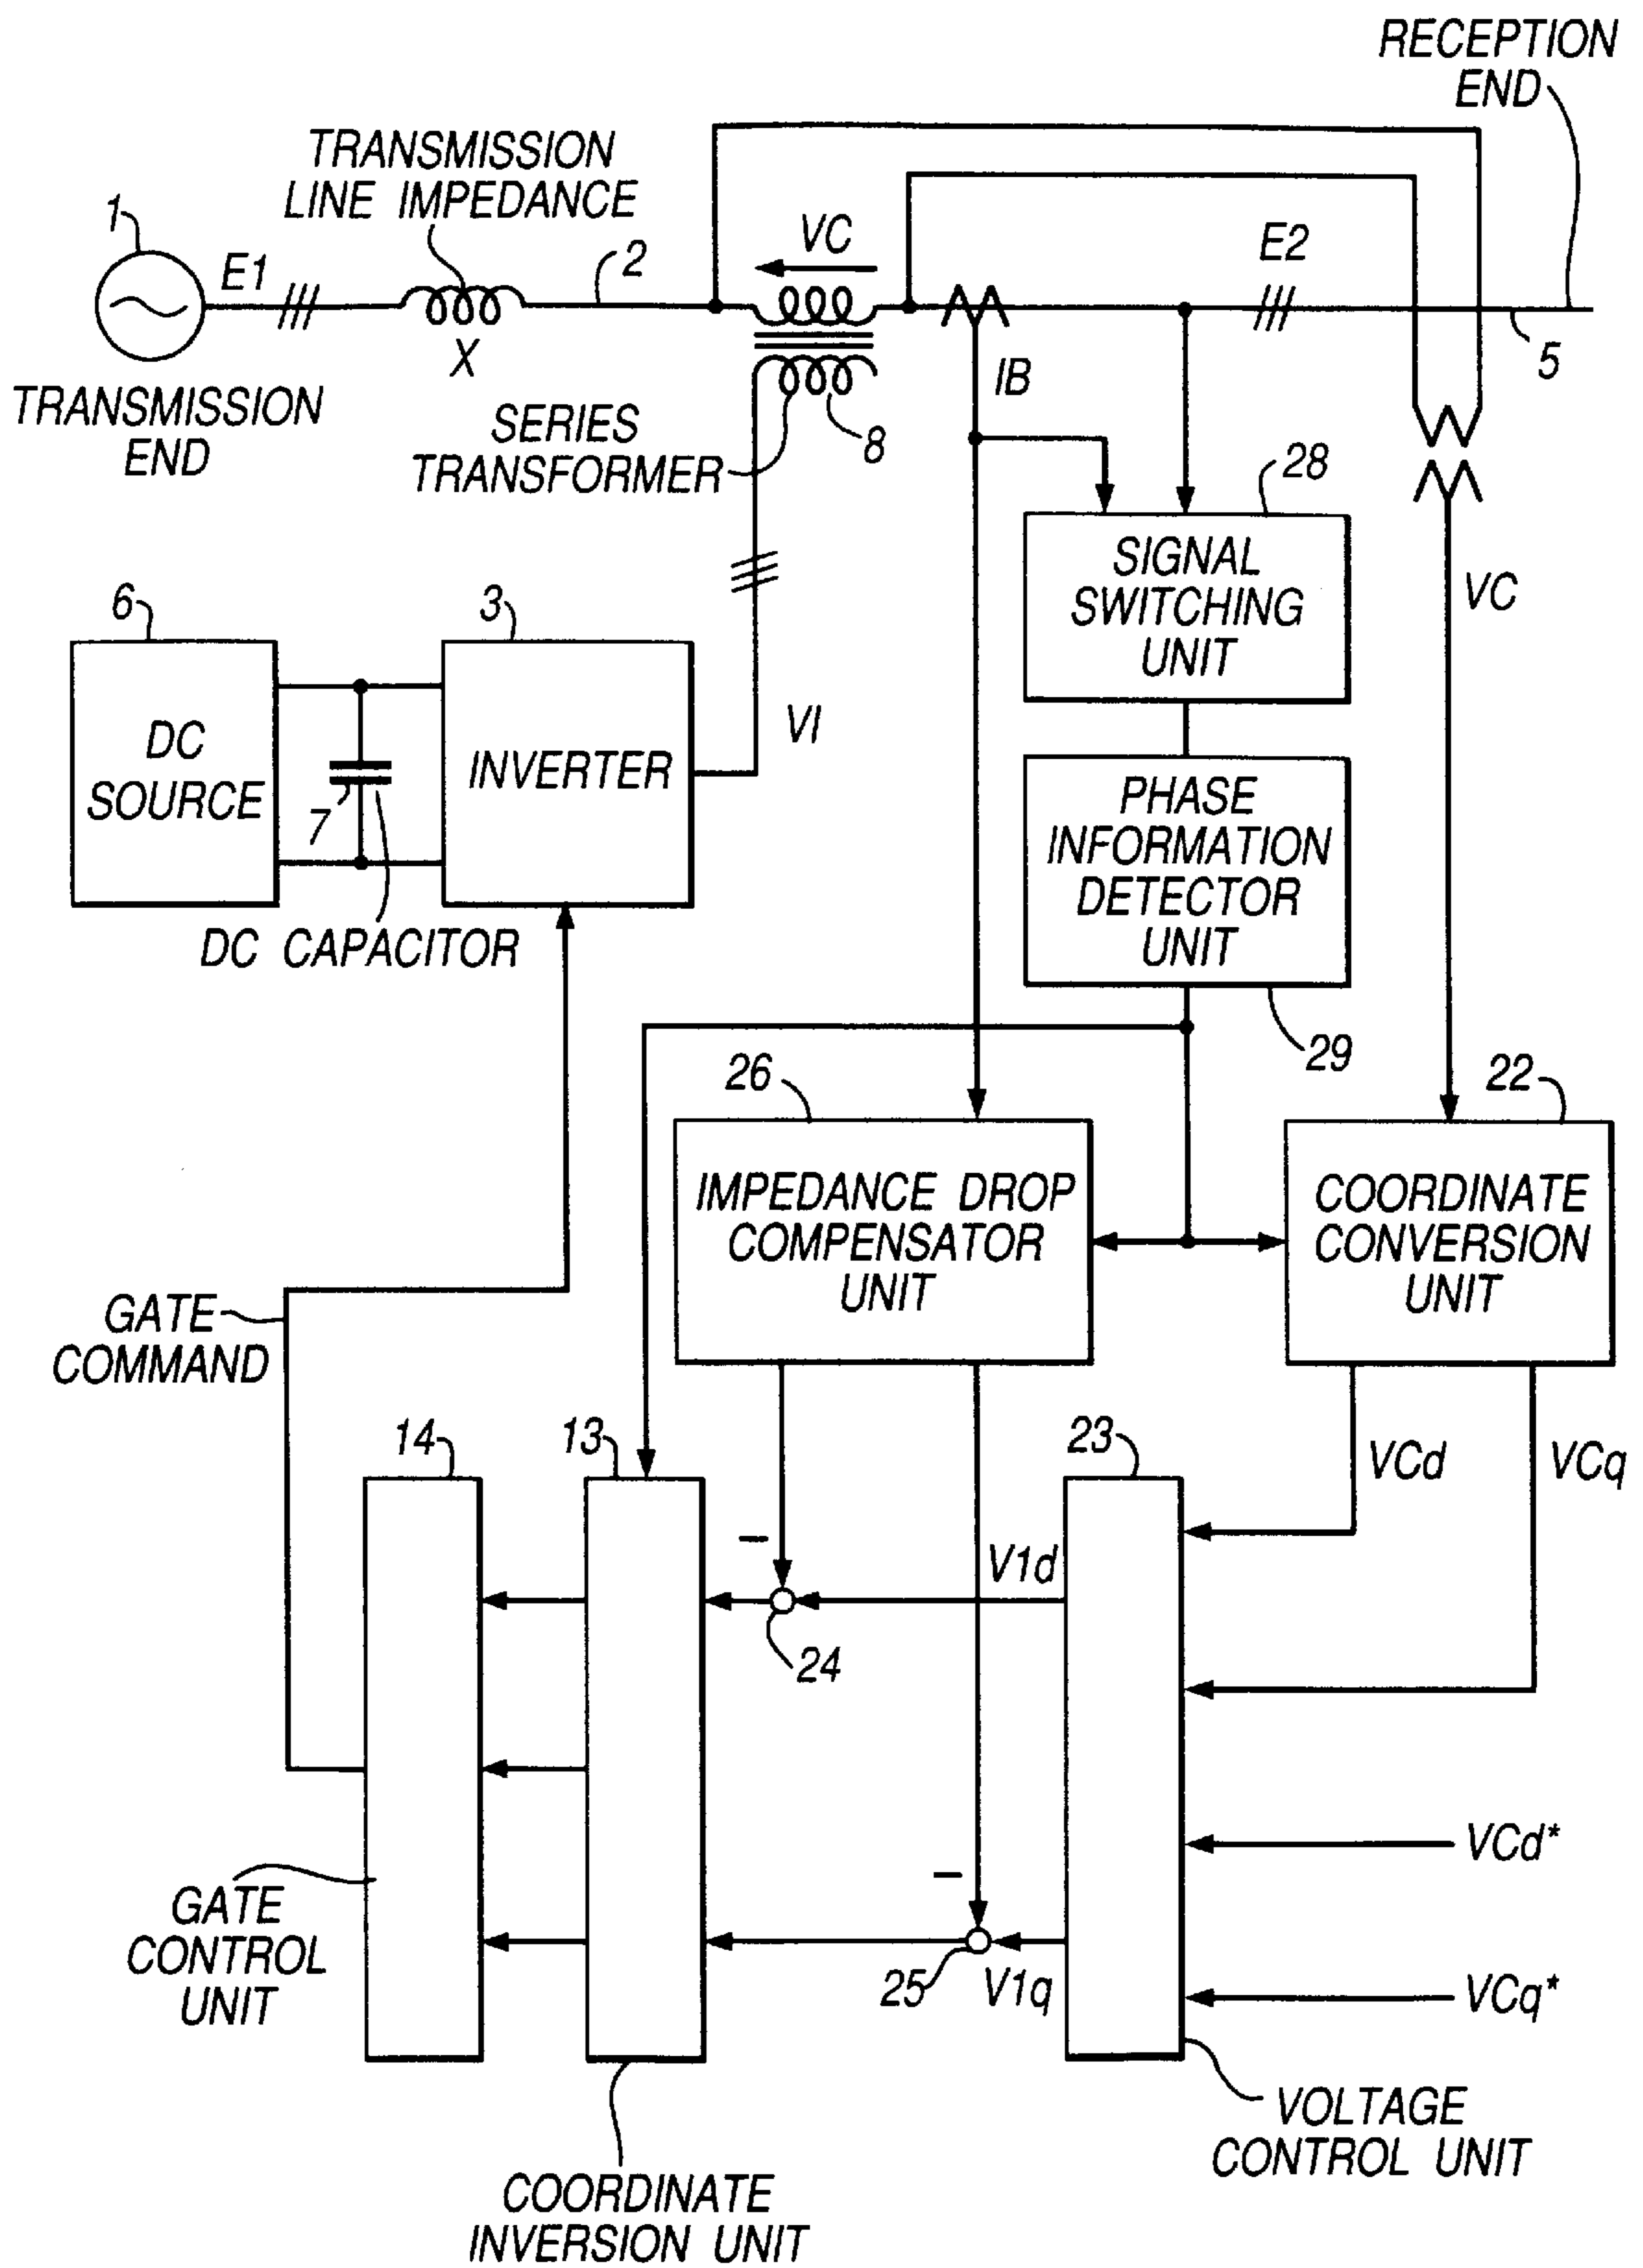 RECEPTION
END
TRANSMISSION
LINE IMPEDANCE
1
E1
2
VC
E2
X
IB
5
TRANSMISSION
END
SERIES
TRANSFORMER
8
28
SIGNAL
SWITCHING
UNIT
VC
6
3
DC
SOURCE
7
INVERTER
VI
DC CAPACITOR
PHASE
INFORMATION
DETECTOR
UNIT
29
26
22
IMPEDANCE DROP
COMPENSATOR
UNIT
COORDINATE
CONVERSION
UNIT
GATE
COMMAND
14
13
23
VCd
VCq
–
V1d
24
VCd*
–
GATE
CONTROL
UNIT
25
V1q
VCq*
VOLTAGE
CONTROL UNIT
COORDINATE
INVERSION UNIT